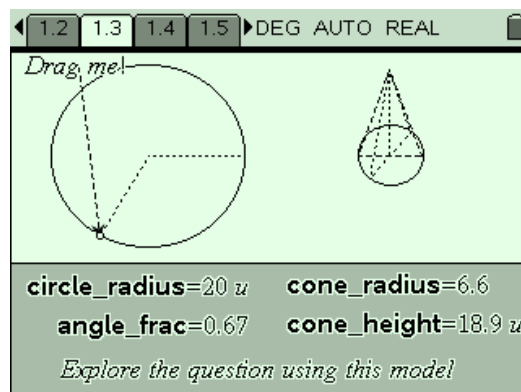 1.2 1.3 1.4 1.5 DEG AUTO REAL
Drag me!
circle_radius=20 u cone_radius=6.6
angle_frac=0.67 cone_height=18.9 u
Explore the question using this model